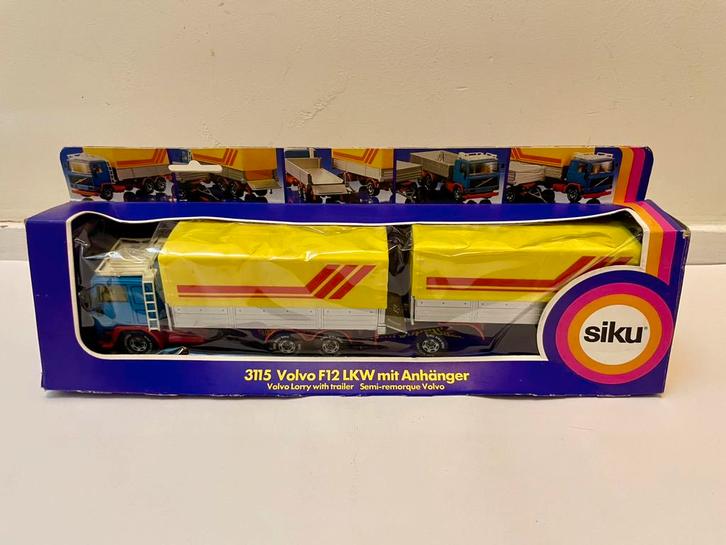 siku®
3115 Volvo F12 LKW mit Anhänger
Volvo Lorry with trailer Semi-remorque Volvo